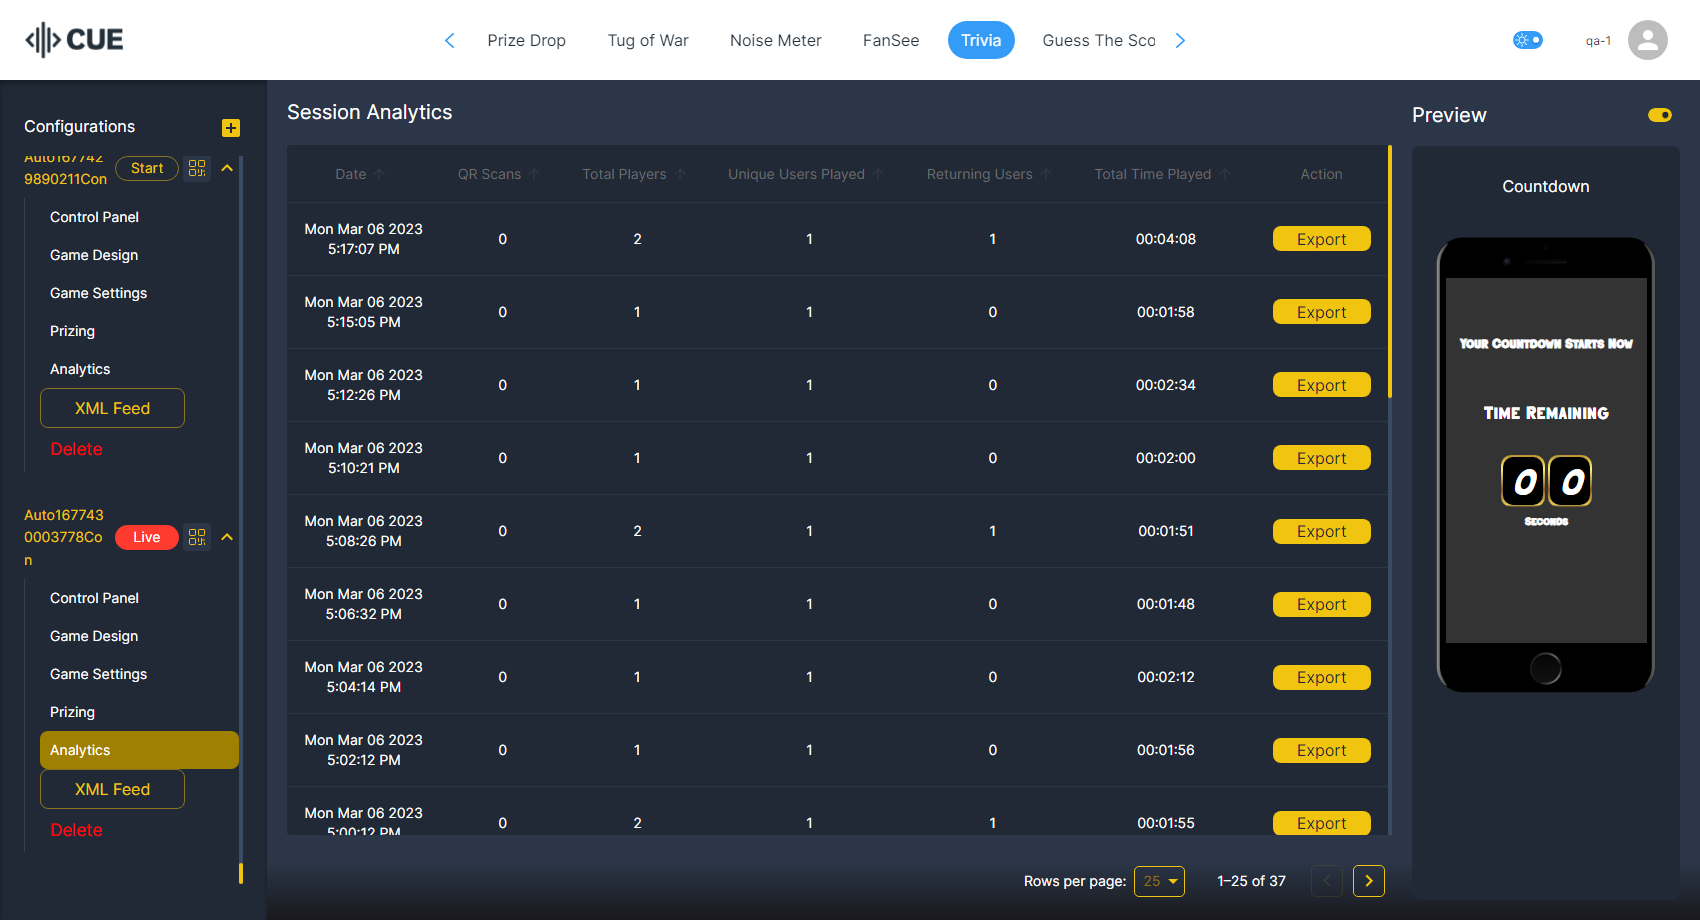 CUE
Prize Drop
Tug of War
Noise Meter
FanSee
Trivia
Guess The Sco
qa-1
Configurations
Auto167742
9890211Con
Start
Control Panel
Game Design
Game Settings
Prizing
Analytics
XML Feed
Delete
Auto167743
0003778Co
n
Live
Control Panel
Game Design
Game Settings
Prizing
Analytics
XML Feed
Delete
Session Analytics
Date QR Scans Total Players Unique Users Played Returning Users Total Time Played Action
Mon Mar 06 2023
5:17:07 PM
0 2 1 1 00:04:08 Export
Mon Mar 06 2023
5:15:05 PM
0 1 1 0 00:01:58 Export
Mon Mar 06 2023
5:12:26 PM
0 1 1 0 00:02:34 Export
Mon Mar 06 2023
5:10:21 PM
0 1 1 0 00:02:00 Export
Mon Mar 06 2023
5:08:26 PM
0 2 1 1 00:01:51 Export
Mon Mar 06 2023
5:06:32 PM
0 1 1 0 00:01:48 Export
Mon Mar 06 2023
5:04:14 PM
0 1 1 0 00:02:12 Export
Mon Mar 06 2023
5:02:12 PM
0 1 1 0 00:01:56 Export
Mon Mar 06 2023
5:00:12 PM
0 2 1 1 00:01:55 Export
Rows per page: 25 1–25 of 37
Preview
Countdown
Your Countdown Starts Now
Time Remaining
0 0
Seconds